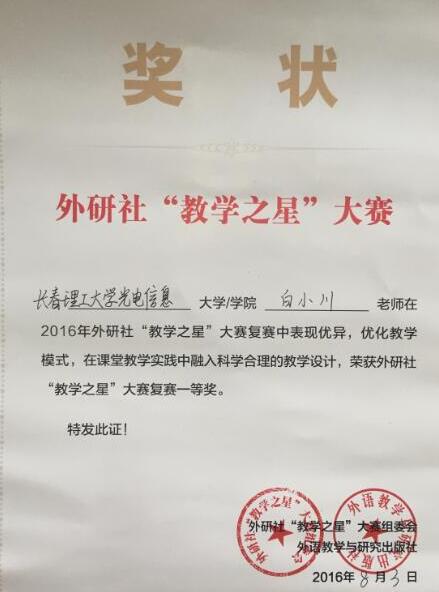 奖 状
外研社“教学之星”大赛
长春理工大学光电信息 大学/学院 白小川 老师在
2016年外研社“教学之星”大赛复赛中表现优异，优化教学
模式，在课堂教学实践中融入科学合理的教学设计，荣获外研社
“教学之星”大赛复赛一等奖。
特发此证！
外研社“教学之星”大赛组委会
外语教学与研究出版社
2016年 8 月 3 日